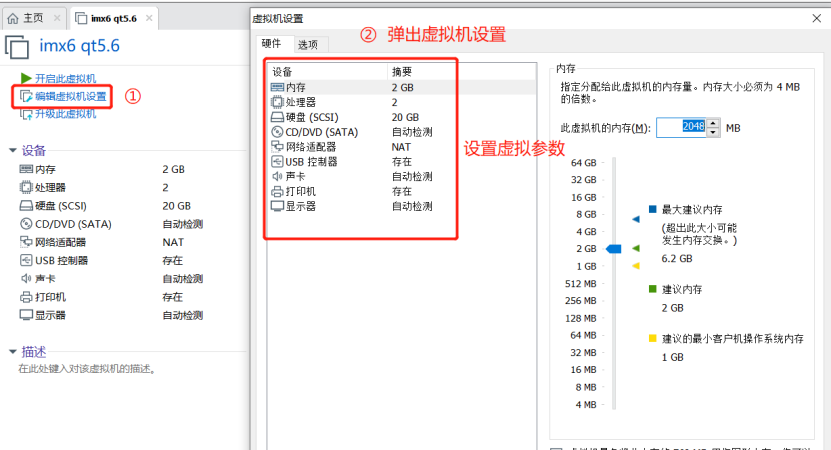 主页
imx6 qt5.6
imx6 qt5.6
开启此虚拟机
编辑虚拟机设置
①
升级此虚拟机
设备
内存 2 GB
处理器 2
硬盘 (SCSI) 20 GB
CD/DVD (SATA) 自动检测
网络适配器 NAT
USB 控制器 存在
声卡 自动检测
打印机 存在
显示器 自动检测
描述
在此处键入对该虚拟机的描述。
虚拟机设置
② 弹出虚拟机设置
硬件 选项
设备 摘要
内存 2 GB
处理器 2
硬盘 (SCSI) 20 GB
CD/DVD (SATA) 自动检测
网络适配器 NAT
USB 控制器 存在
声卡 自动检测
打印机 存在
显示器 自动检测
设置虚拟参数
内存
指定分配给此虚拟机的内存量。内存大小必须为 4 MB
的倍数。
此虚拟机的内存(M): 2048 MB
64 GB
32 GB
16 GB
8 GB
4 GB
2 GB
1 GB
512 MB
256 MB
128 MB
64 MB
32 MB
16 MB
8 MB
4 MB
最大建议内存
(超出此大小可能
发生内存交换。)
6.2 GB
建议内存
2 GB
建议的最小客户机操作系统内存
1 GB